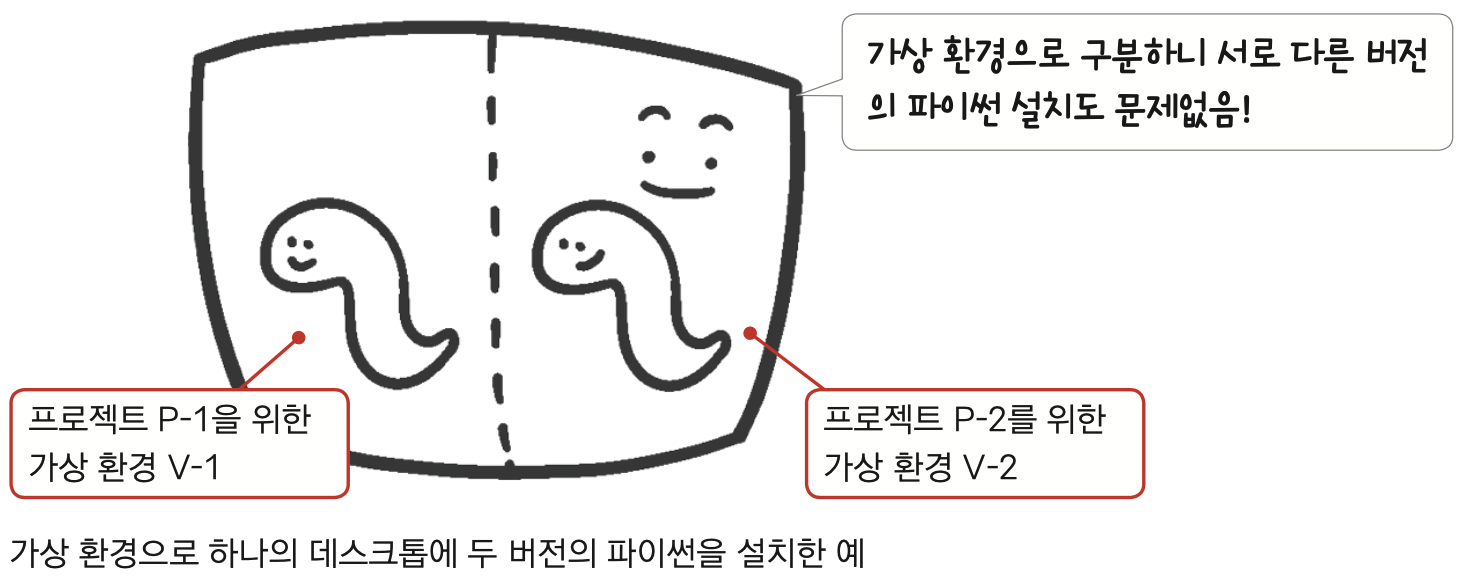 가상 환경으로 구분하니 서로 다른 버전
의 파이썬 설치도 문제없음!
프로젝트 P-1을 위한
가상 환경 V-1
프로젝트 P-2를 위한
가상 환경 V-2
가상 환경으로 하나의 데스크톱에 두 버전의 파이썬을 설치한 예